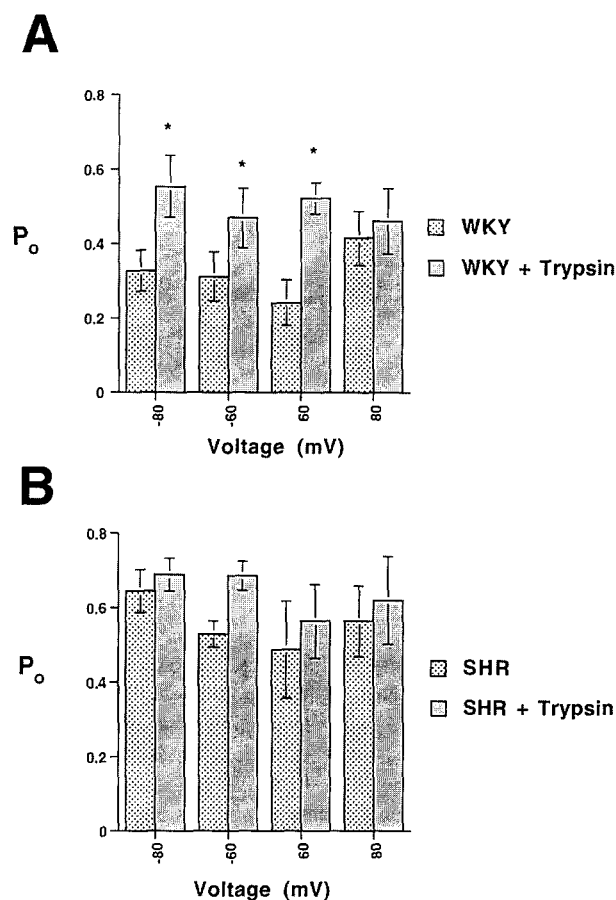 A
0.8
0.6
0.4
0.2
0
P o
* * *
-80 -60 60 80
Voltage (mV)
WKY
WKY + Trypsin
B
0.8
0.6
0.4
0.2
0
P o
-80 -60 60 80
Voltage (mV)
SHR
SHR + Trypsin